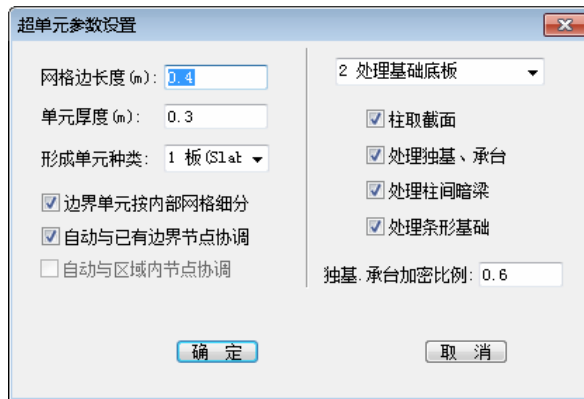 超单元参数设置
网格边长度(m): 0.4
单元厚度(m): 0.3
形成单元种类: 1 板(Slab
边界单元按内部网格细分
自动与已有边界节点协调
自动与区域内节点协调
2 处理基础底板
柱取截面
处理独基、承台
处理柱间暗梁
处理条形基础
独基.承台加密比例: 0.6
确 定
取 消